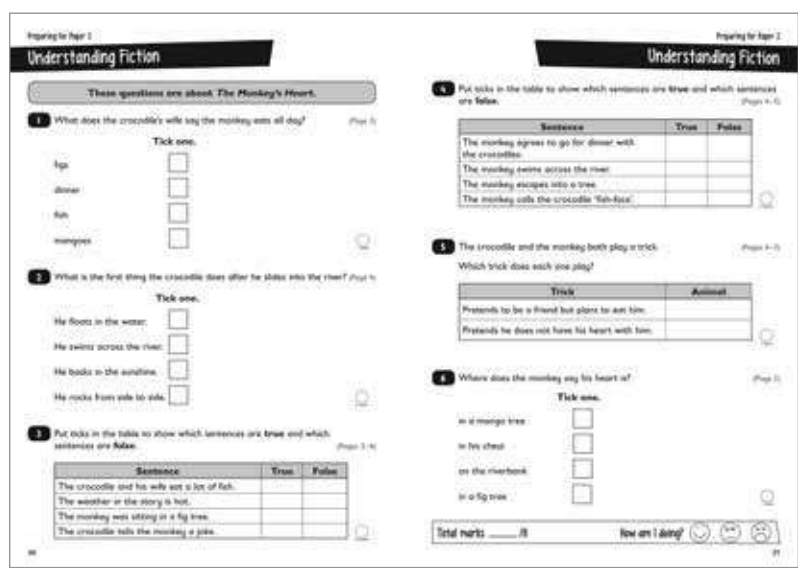 Preparing for Paper 2
Understanding Fiction
These questions are about The Monkey's Heart.
1 What does the crocodile's wife say the monkey eats all day?
Tick one.
figs
dinner
fish
mangoes
2 What is the first thing the crocodile does after he slides into the river? (Page 4)
Tick one.
He floats in the water.
He swims across the river.
He basks in the sunshine.
He rocks from side to side.
3 Put ticks in the table to show which sentences are true and which
sentences are false.
Sentence True False
The crocodile and his wife eat a lot of fish.
The weather in the story is hot.
The monkey was sitting in a fig tree.
The crocodile tells the monkey a joke.
Preparing for Paper 2
Understanding Fiction
4 Put ticks in the table to show which sentences are true and which sentences
are false.
Sentence True False
The monkey agrees to go for dinner with
the crocodiles.
The monkey swims across the river.
The monkey escapes into a tree.
The monkey calls the crocodile 'fish-face'.
5 The crocodile and the monkey both play a trick.
Which trick does each one play?
Trick Animal
Pretends to be a friend but plans to eat him.
Pretends he does not have his heart with him.
6 Where does the monkey say his heart is?
Tick one.
in a mango tree
in his chest
on the riverbank
in a fig tree
Total marks /8 How am I doing?